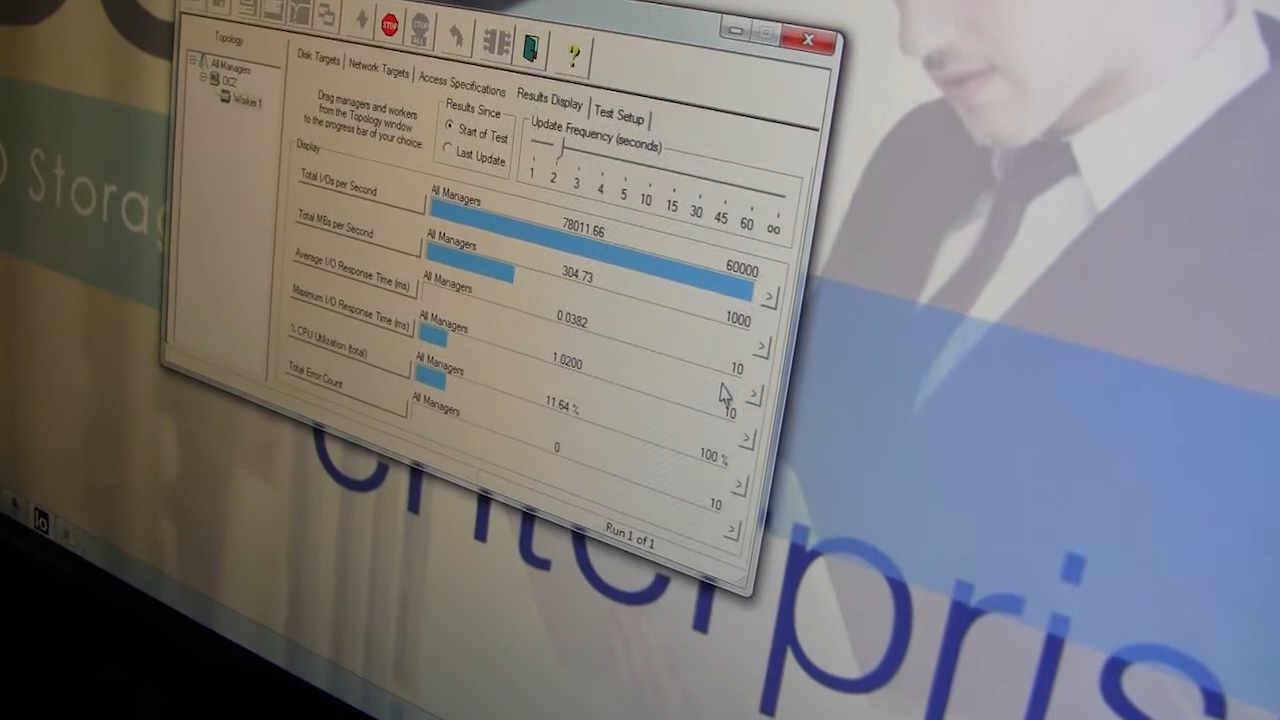 STOP
STOP
ALL
?
Topology
All Managers
OCZ
Worker 1
Disk Targets
Network Targets
Access Specifications
Results Display
Test Setup
Drag managers and workers
from the Topology window
to the progress bar of your choice.
Results Since
Start of Test
Last Update
Update Frequency (seconds)
1 2 3 4 5 10 15 30 45 60 oo
Display
Total I/Os per Second
All Managers
78011.66
60000
>
Total MBs per Second
All Managers
304.73
1000
>
Average I/O Response Time (ms)
All Managers
0.0382
10
>
Maximum I/O Response Time (ms)
All Managers
1.0200
10
>
% CPU Utilization (total)
All Managers
11.64 %
100 %
>
Total Error Count
All Managers
0
10
>
Run 1 of 1
Io